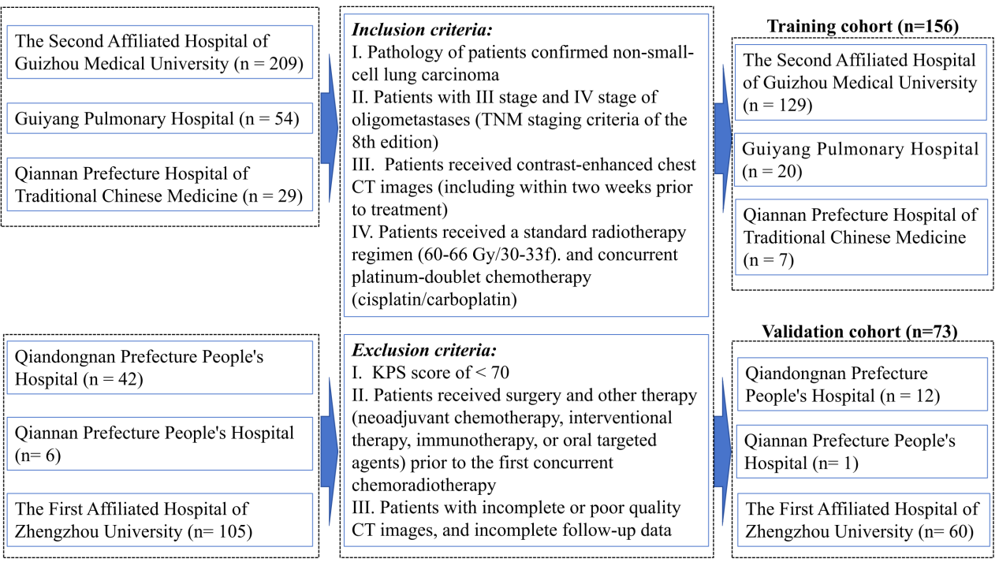 The Second Affiliated Hospital of
Guizhou Medical University (n = 209)
Guiyang Pulmonary Hospital (n = 54)
Qiannan Prefecture Hospital of
Traditional Chinese Medicine (n = 29)
Qiandongnan Prefecture People's
Hospital (n = 42)
Qiannan Prefecture People's Hospital
(n= 6)
The First Affiliated Hospital of
Zhengzhou University (n= 105)
Inclusion criteria:
I. Pathology of patients confirmed non-small-
cell lung carcinoma
II. Patients with III stage and IV stage of
oligometastases (TNM staging criteria of the
8th edition)
III. Patients received contrast-enhanced chest
CT images (including within two weeks prior
to treatment)
IV. Patients received a standard radiotherapy
regimen (60-66 Gy/30-33f). and concurrent
platinum-doublet chemotherapy
(cisplatin/carboplatin)
Exclusion criteria:
I. KPS score of < 70
II. Patients received surgery and other therapy
(neoadjuvant chemotherapy, interventional
therapy, immunotherapy, or oral targeted
agents) prior to the first concurrent
chemoradiotherapy
III. Patients with incomplete or poor quality
CT images, and incomplete follow-up data
Training cohort (n=156)
The Second Affiliated Hospital
of Guizhou Medical University
(n = 129)
Guiyang Pulmonary Hospital
(n = 20)
Qiannan Prefecture Hospital of
Traditional Chinese Medicine
(n = 7)
Validation cohort (n=73)
Qiandongnan Prefecture
People's Hospital (n = 12)
Qiannan Prefecture People's
Hospital (n= 1)
The First Affiliated Hospital of
Zhengzhou University (n= 60)